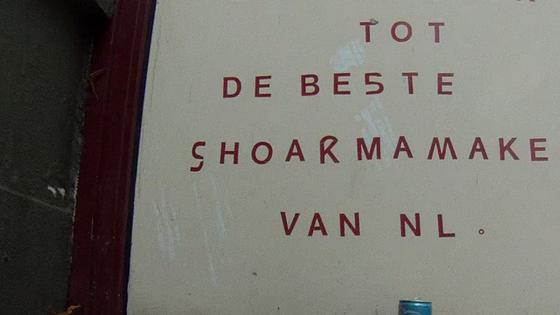 TOT
DE BESTE
SHOARMAMAKE
VAN NL.